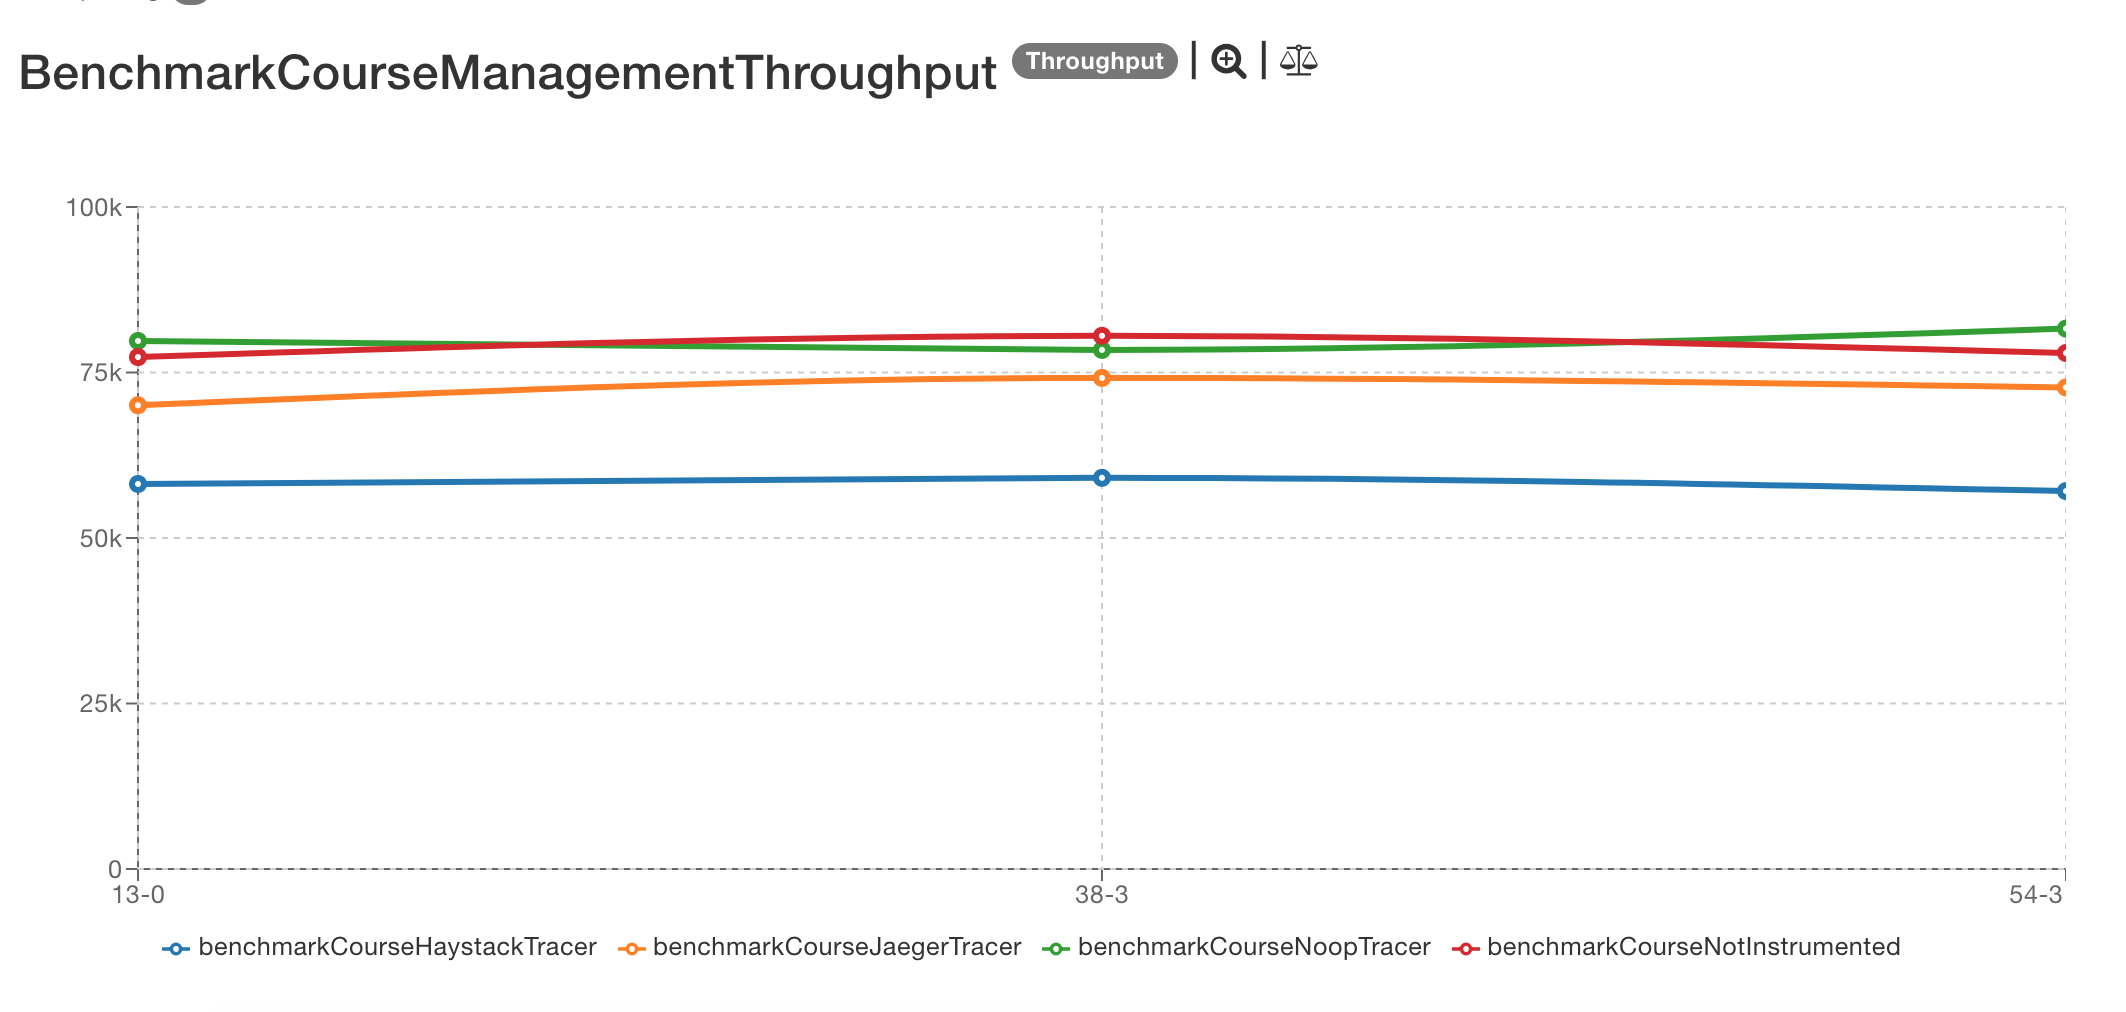 BenchmarkCourseManagementThroughput Throughput
100k
75k
50k
25k
0
13-0 38-3 54-3
benchmarkCourseHaystackTracer benchmarkCourseJaegerTracer benchmarkCourseNoopTracer benchmarkCourseNotInstrumented